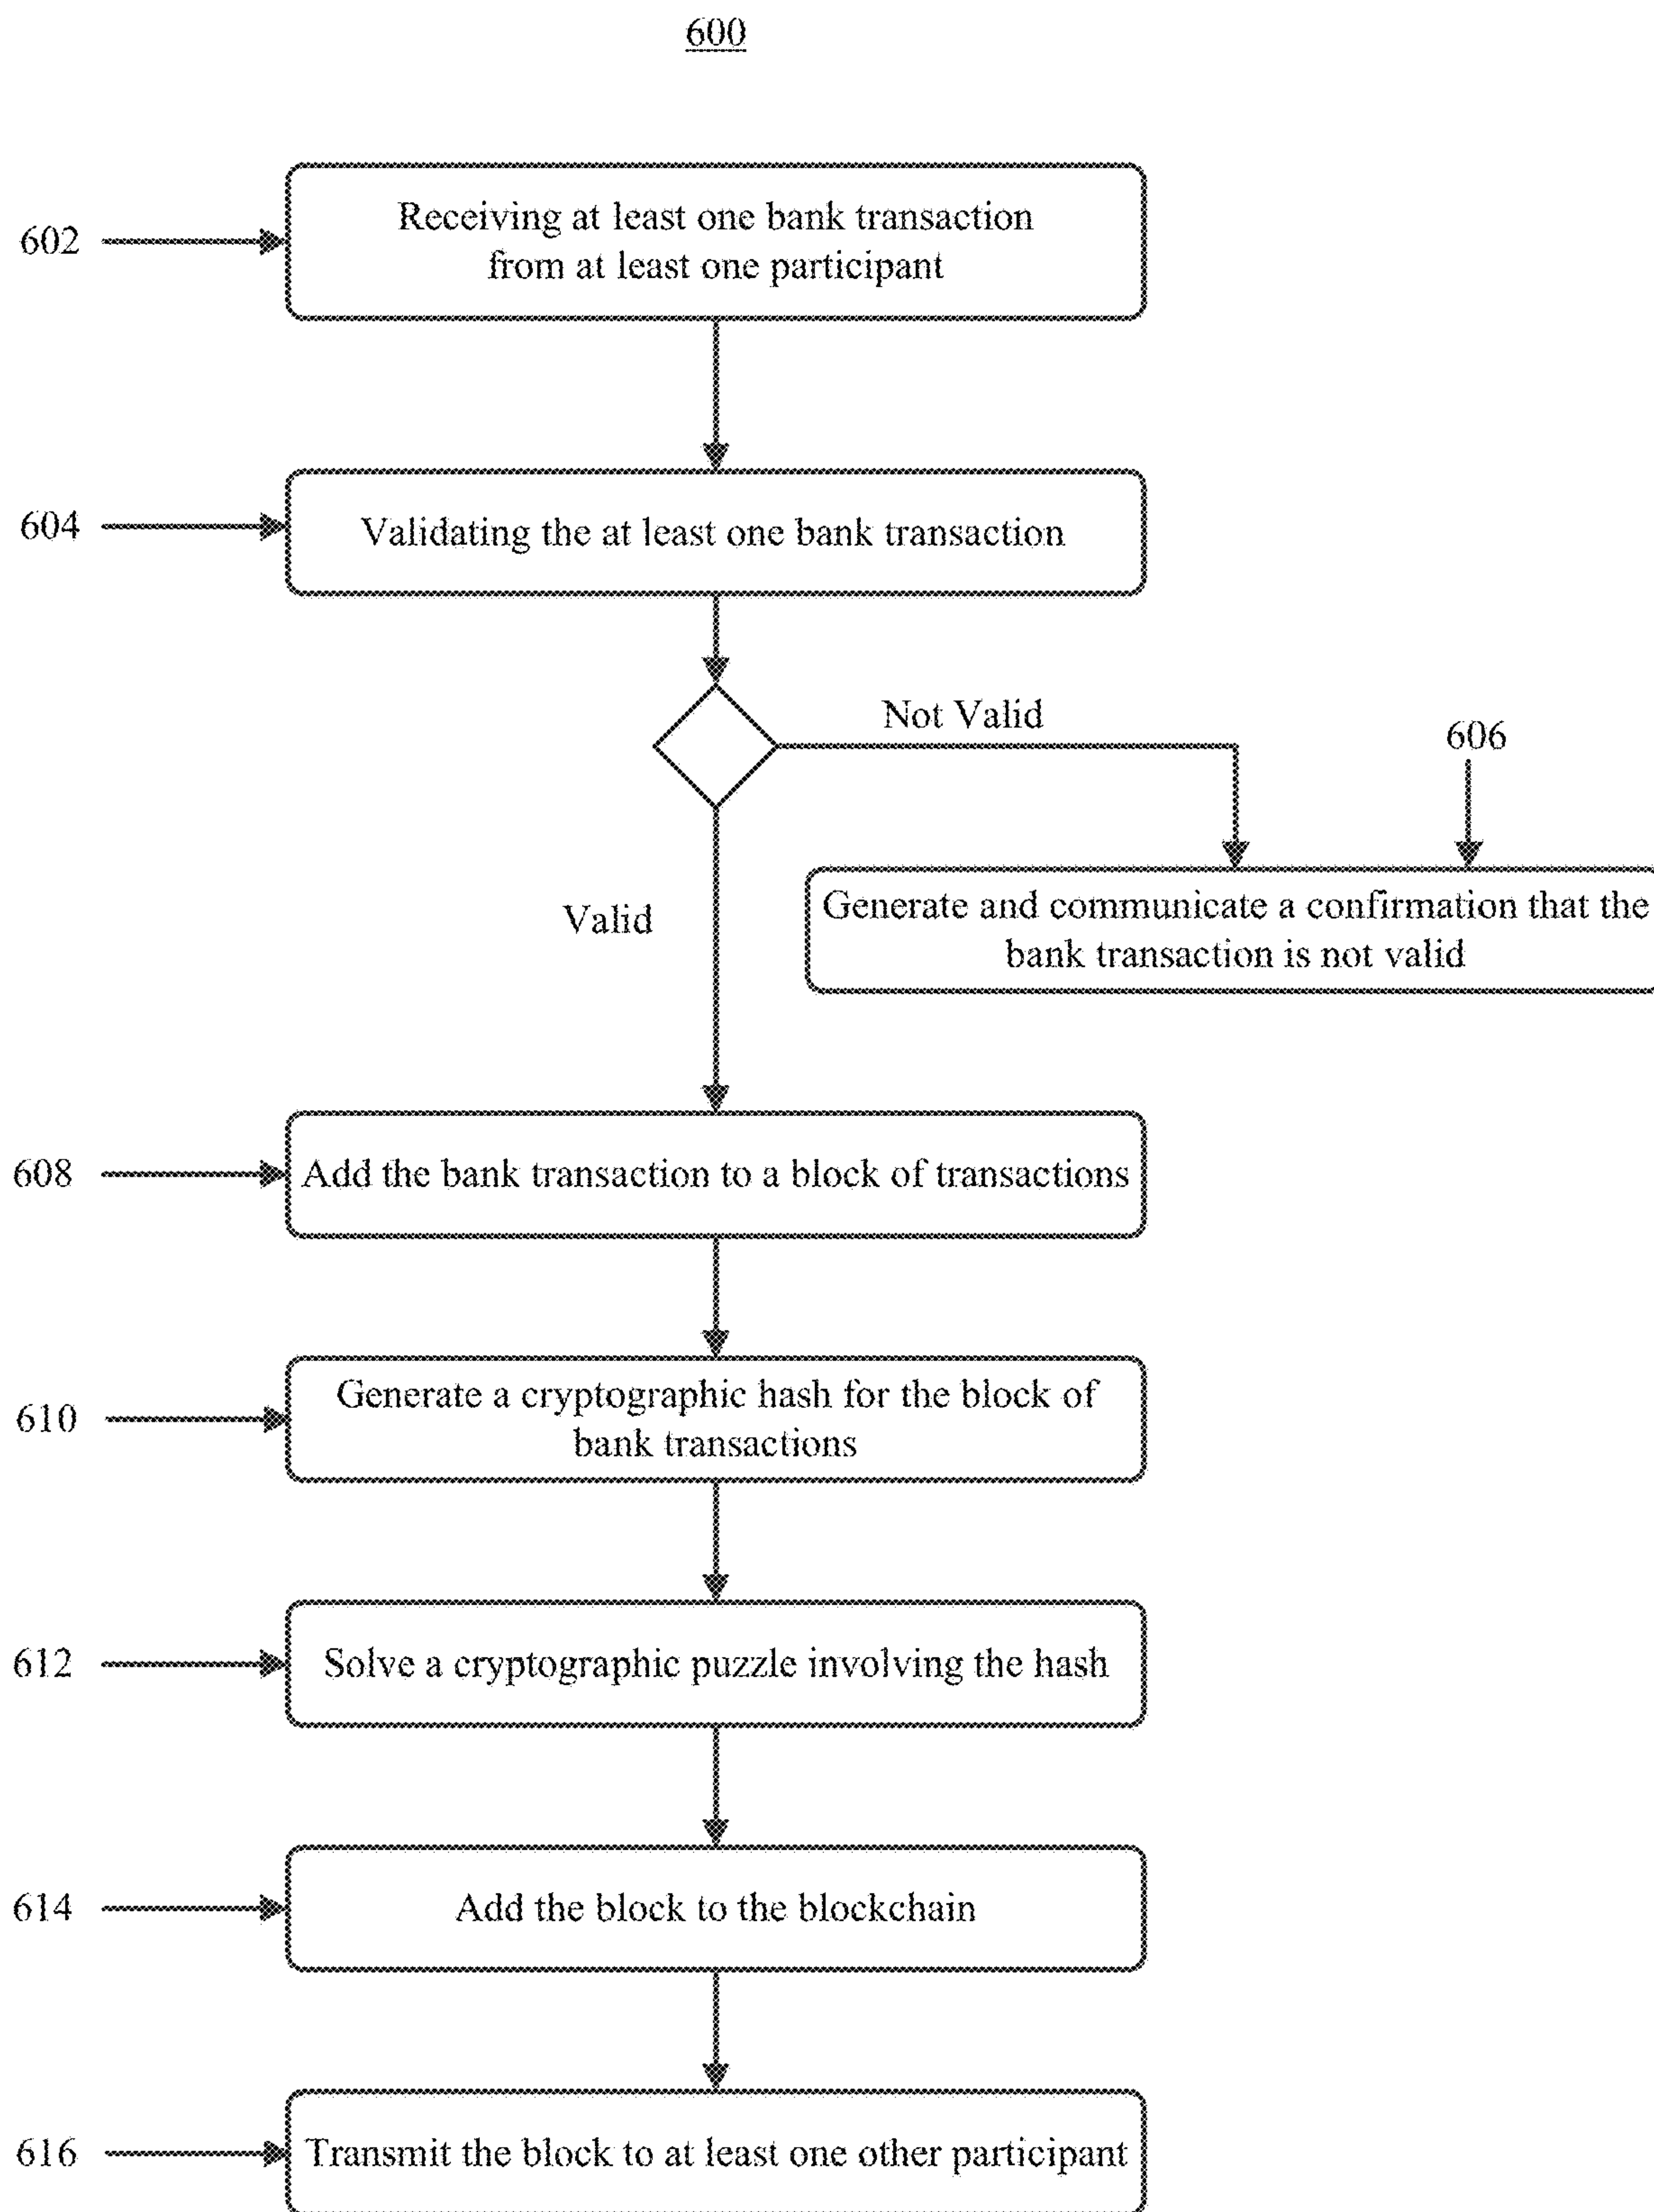 600
602
Receiving at least one bank transaction
from at least one participant
604
Validating the at least one bank transaction
Not Valid
606
Valid
Generate and communicate a confirmation that the
bank transaction is not valid
608
Add the bank transaction to a block of transactions
610
Generate a cryptographic hash for the block of
bank transactions
612
Solve a cryptographic puzzle involving the hash
614
Add the block to the blockchain
616
Transmit the block to at least one other participant